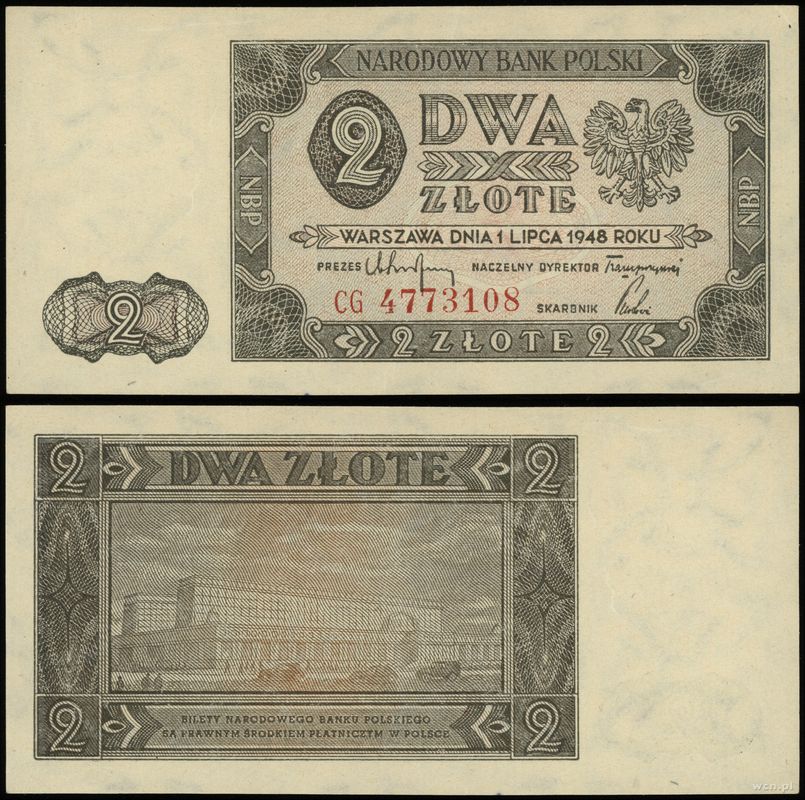 NARODOWY BANK POLSKI
2 DWA
ZŁOTE
NBP
NBP
WARSZAWA DNIA 1 LIPCA 1948 ROKU
PREZES NACZELNY DYREKTOR
CG 4773108 SKARBNIK
2
2 ZŁOTE 2
2 DWA ZŁOTE 2
2 2
BILETY NARODOWEGO BANKU POLSKIEGO
SĄ PRAWNYM ŚRODKIEM PŁATNICZYM W POLSCE
wcn.pl